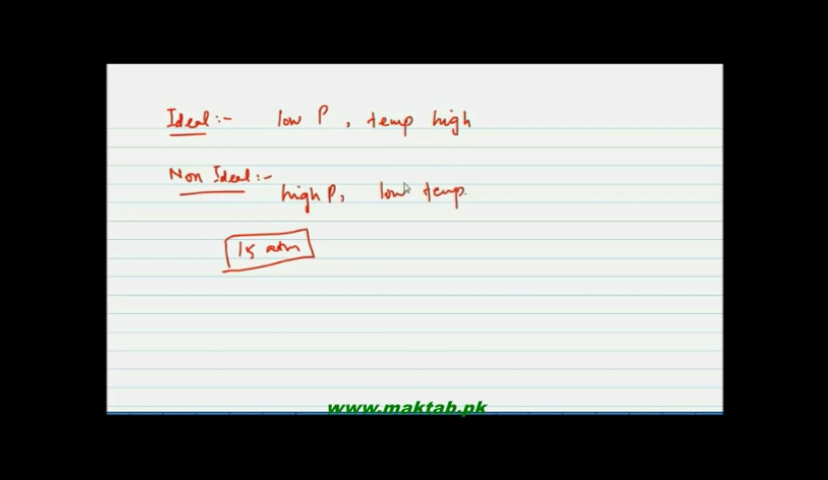 Ideal:- low P, temp high
Non Ideal:-
high P, low temp.
15 atm
www.maktab.pk